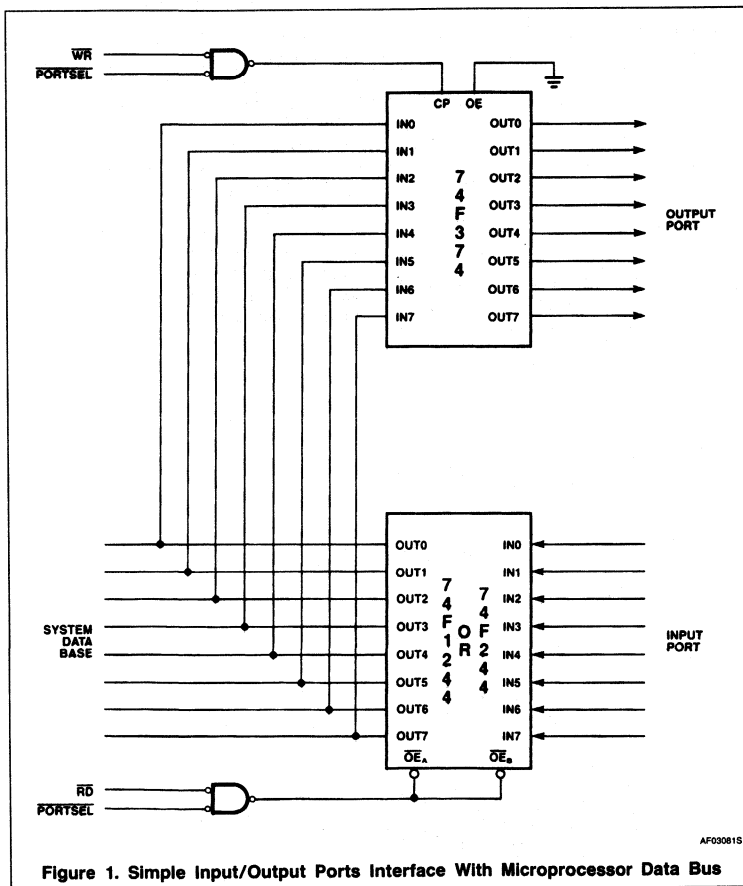 WR
PORTSEL
CP OE
IN0 OUT0
IN1 OUT1
IN2 OUT2
IN3 OUT3
IN4 OUT4
IN5 OUT5
IN6 OUT6
IN7 OUT7
74F374
OUTPUT
PORT
OUT0 IN0
OUT1 IN1
OUT2 IN2
OUT3 IN3
OUT4 IN4
OUT5 IN5
OUT6 IN6
OUT7 IN7
74F1244
OR
74F244
SYSTEM
DATA
BASE
INPUT
PORT
OEA OEB
RD
PORTSEL
AF03081S
Figure 1. Simple Input/Output Ports Interface With Microprocessor Data Bus